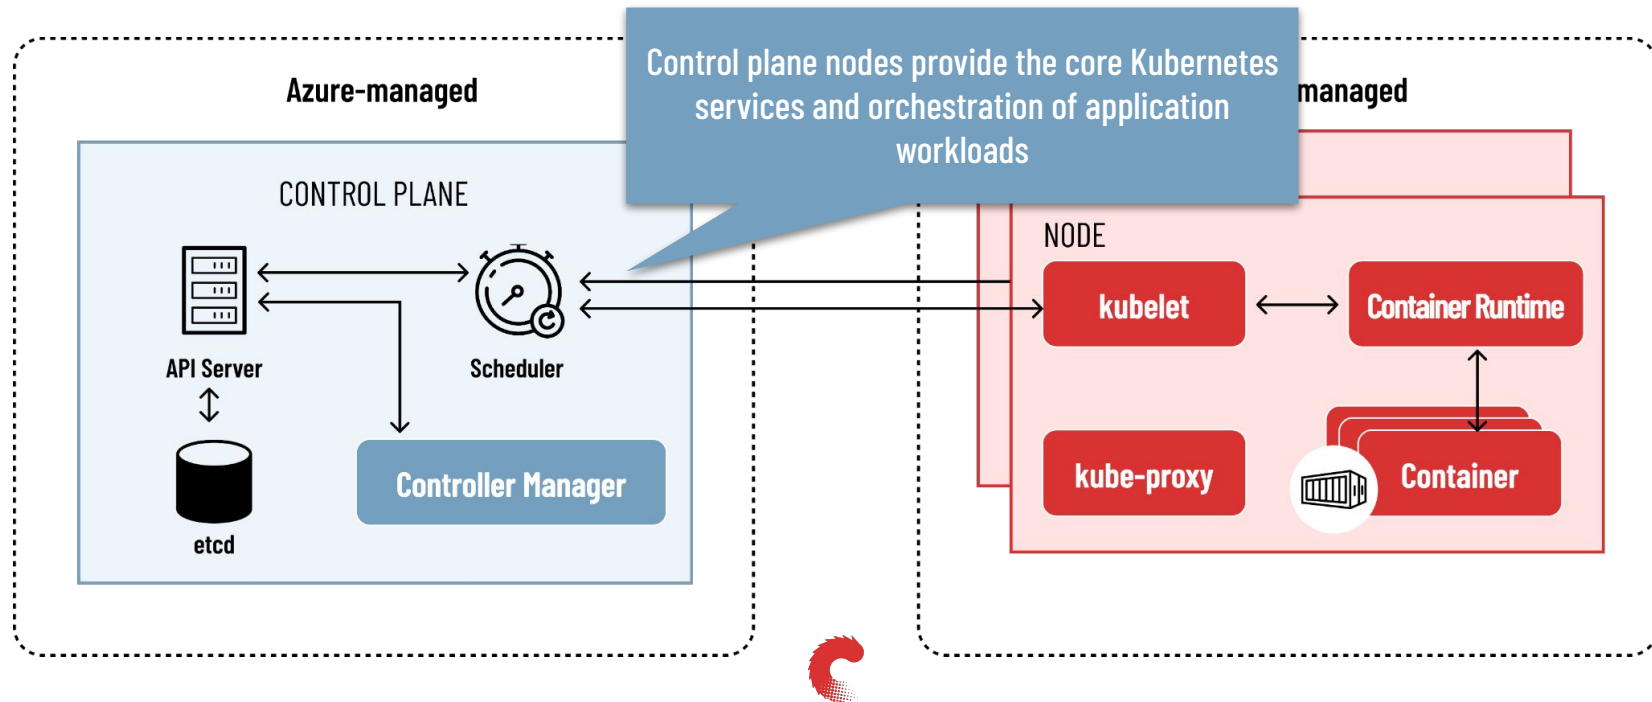 Control plane nodes provide the core Kubernetes
services and orchestration of application
workloads
Azure-managed
managed
CONTROL PLANE
API Server
Scheduler
etcd
Controller Manager
NODE
kubelet
Container Runtime
kube-proxy
Container